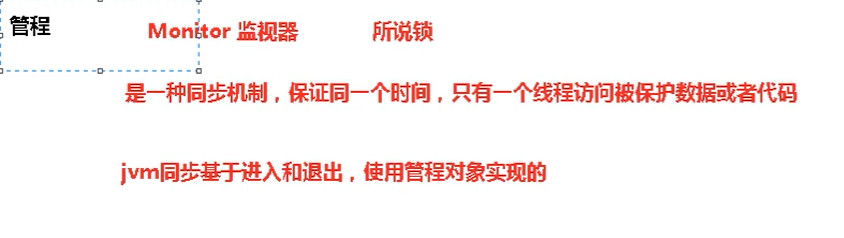 管程 Monitor 监视器 所说锁
是一种同步机制，保证同一个时间，只有一个线程访问被保护数据或者代码
jvm同步基于进入和退出，使用管程对象实现的